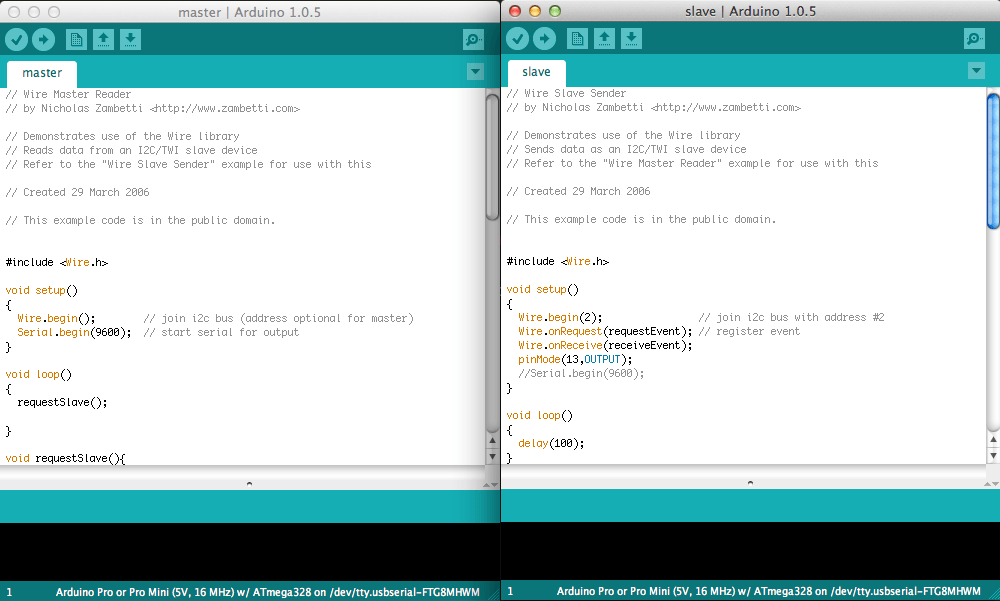 master | Arduino 1.0.5
master
// Wire Master Reader
// by Nicholas Zambetti <http://www.zambetti.com>
// Demonstrates use of the Wire library
// Reads data from an I2C/TWI slave device
// Refer to the "Wire Slave Sender" example for use with this
// Created 29 March 2006
// This example code is in the public domain.
#include <Wire.h>
void setup()
{
  Wire.begin();        // join i2c bus (address optional for master)
  Serial.begin(9600);  // start serial for output
}
void loop()
{
  requestSlave();
}
void requestSlave(){
1
Arduino Pro or Pro Mini (5V, 16 MHz) w/ ATmega328 on /dev/tty.usbserial-FTG8MHWM
slave | Arduino 1.0.5
slave
// Wire Slave Sender
// by Nicholas Zambetti <http://www.zambetti.com>
// Demonstrates use of the Wire library
// Sends data as an I2C/TWI slave device
// Refer to the "Wire Master Reader" example for use with this
// Created 29 March 2006
// This example code is in the public domain.
#include <Wire.h>
void setup()
{
  Wire.begin(2);                // join i2c bus with address #2
  Wire.onRequest(requestEvent); // register event
  Wire.onReceive(receiveEvent);
  pinMode(13,OUTPUT);
  //Serial.begin(9600);
}
void loop()
{
  delay(100);
}
1
Arduino Pro or Pro Mini (5V, 16 MHz) w/ ATmega328 on /dev/tty.usbserial-FTG8MHWM